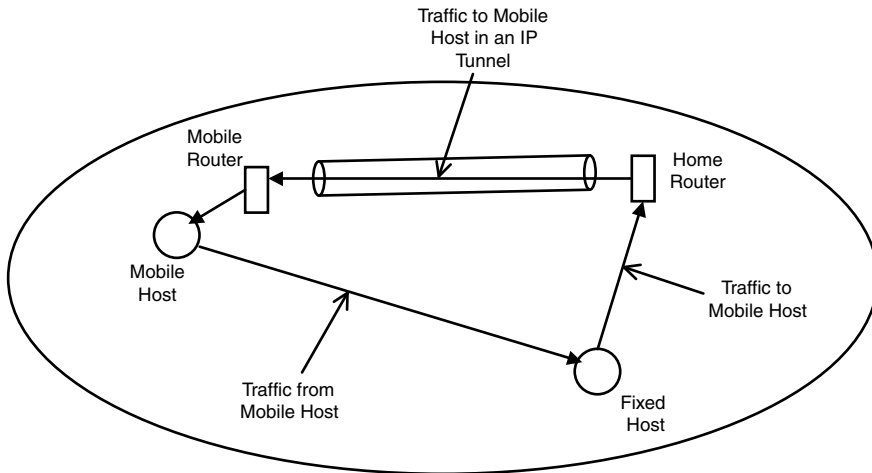 Traffic to Mobile
Host in an IP
Tunnel
Mobile
Router
Home
Router
Mobile
Host
Traffic to
Mobile Host
Traffic from
Mobile Host
Fixed
Host